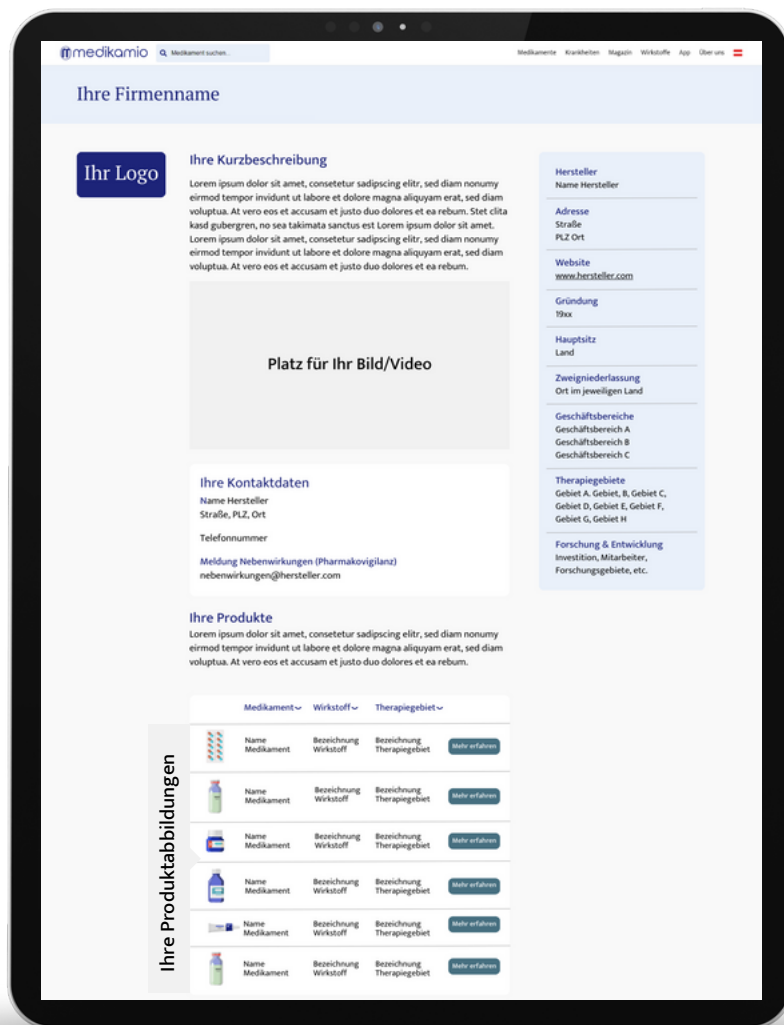 medikamio
Medikament suchen..
Medikamente Krankheiten Magazin Wirkstoffe App Über uns
Ihre Firmenname
Ihr Logo
Ihre Kurzbeschreibung
Lorem ipsum dolor sit amet, consetetur sadipscing elitr, sed diam nonumy
eirmod tempor invidunt ut labore et dolore magna aliquyam erat, sed diam
voluptua. At vero eos et accusam et justo duo dolores et ea rebum. Stet clita
kasd gubergren, no sea takimata sanctus est Lorem ipsum dolor sit amet.
Lorem ipsum dolor sit amet, consetetur sadipscing elitr, sed diam nonumy
eirmod tempor invidunt ut labore et dolore magna aliquyam erat, sed diam
voluptua. At vero eos et accusam et justo duo dolores et ea rebum.
Platz für Ihr Bild/Video
Ihre Kontaktdaten
Name Hersteller
Straße, PLZ, Ort
Telefonnummer
Meldung Nebenwirkungen (Pharmakovigilanz)
nebenwirkungen@hersteller.com
Ihre Produkte
Lorem ipsum dolor sit amet, consetetur sadipscing elitr, sed diam nonumy
eirmod tempor invidunt ut labore et dolore magna aliquyam erat, sed diam
voluptua. At vero eos et accusam et justo duo dolores et ea rebum.
Hersteller
Name Hersteller
Adresse
Straße
PLZ Ort
Website
www.hersteller.com
Gründung
19xx
Hauptsitz
Land
Zweigniederlassung
Ort im jeweiligen Land
Geschäftsbereiche
Geschäftsbereich A
Geschäftsbereich B
Geschäftsbereich C
Therapiegebiete
Gebiet A. Gebiet, B, Gebiet C,
Gebiet D, Gebiet E, Gebiet F,
Gebiet G, Gebiet H
Forschung & Entwicklung
Investition, Mitarbeiter,
Forschungsgebiete, etc.
Ihre Produktabbildungen
Medikament Wirkstoff Therapiegebiet
Name Bezeichnung Bezeichnung Mehr erfahren
Medikament Wirkstoff Therapiegebiet
Name Bezeichnung Bezeichnung Mehr erfahren
Medikament Wirkstoff Therapiegebiet
Name Bezeichnung Bezeichnung Mehr erfahren
Medikament Wirkstoff Therapiegebiet
Name Bezeichnung Bezeichnung Mehr erfahren
Medikament Wirkstoff Therapiegebiet
Name Bezeichnung Bezeichnung Mehr erfahren
Medikament Wirkstoff Therapiegebiet
Name Bezeichnung Bezeichnung Mehr erfahren
Medikament Wirkstoff Therapiegebiet